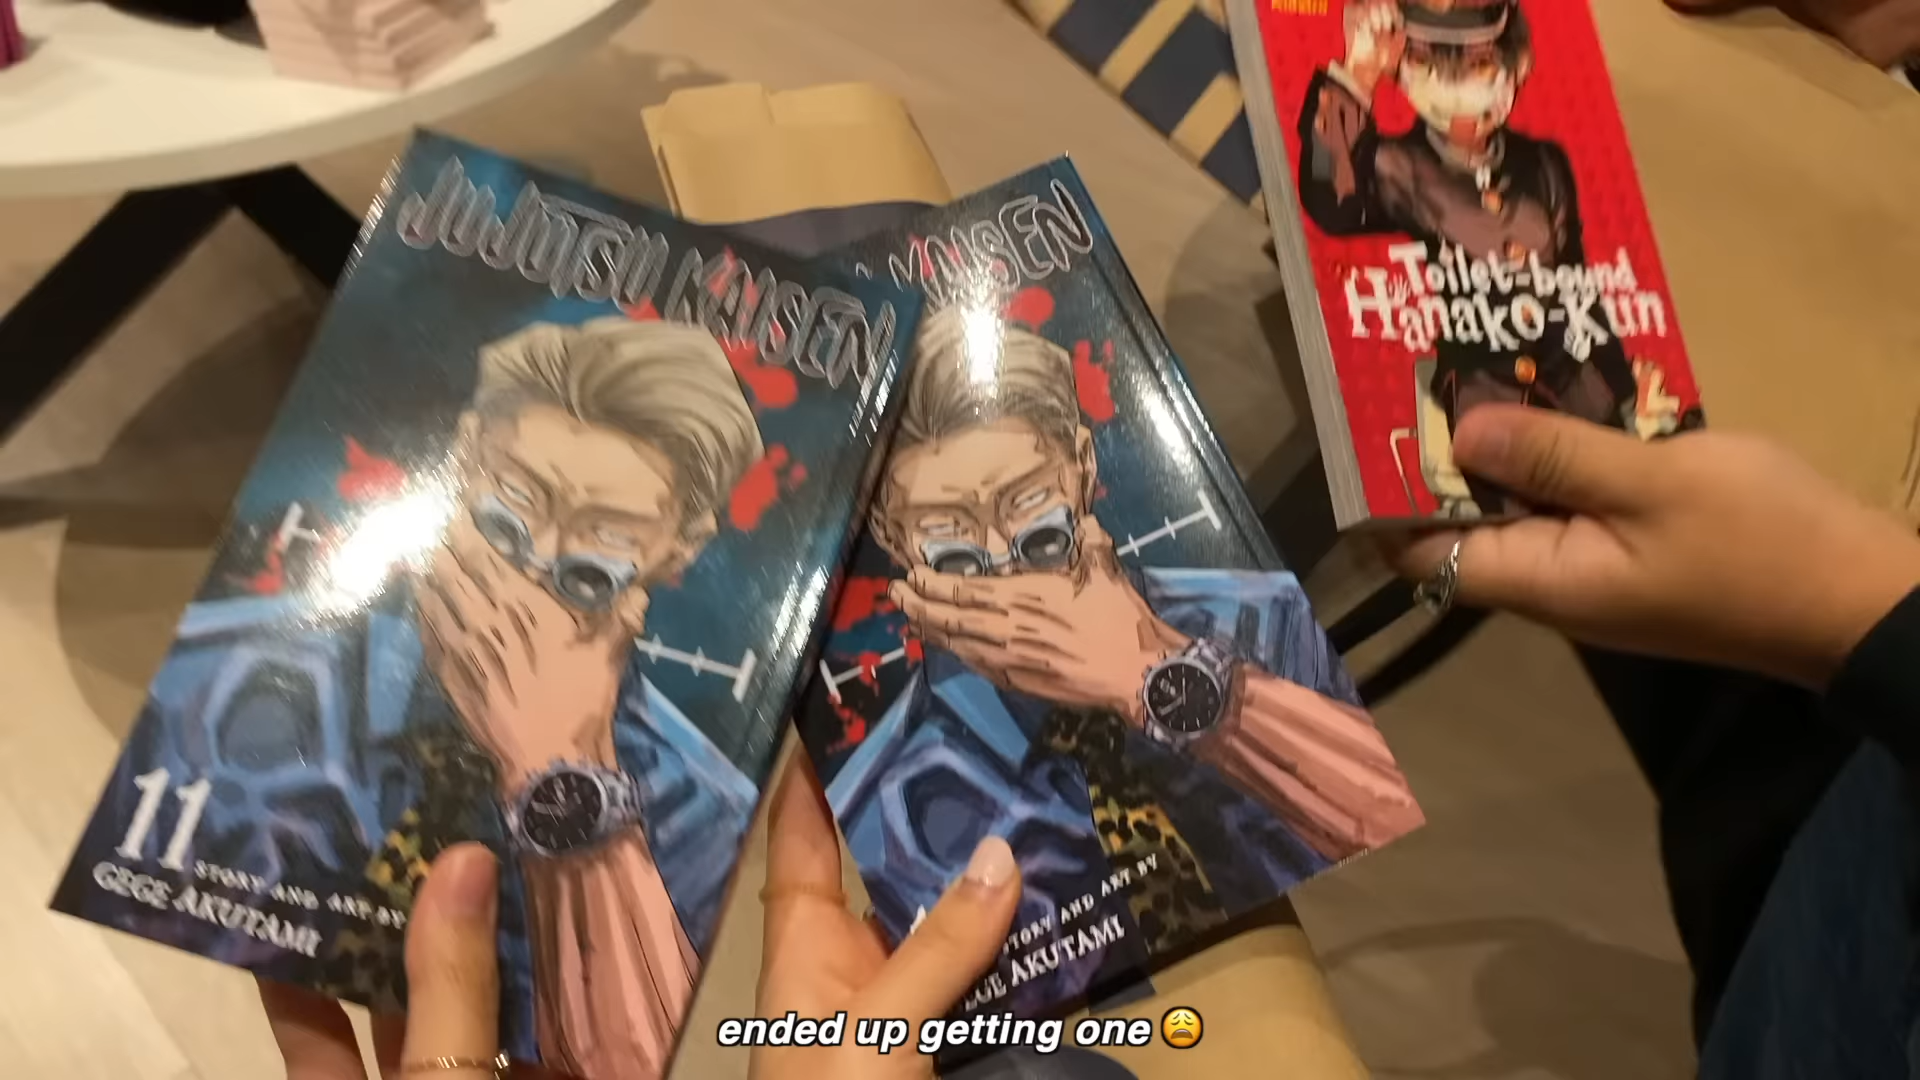 JUJUTSU KAISEN
11
STORY AND ART BY
GEGE AKUTAMI
KAISEN
STORY AND ART BY
GEGE AKUTAMI
Toilet-bound
Hanako-Kun
ended up getting one 😩